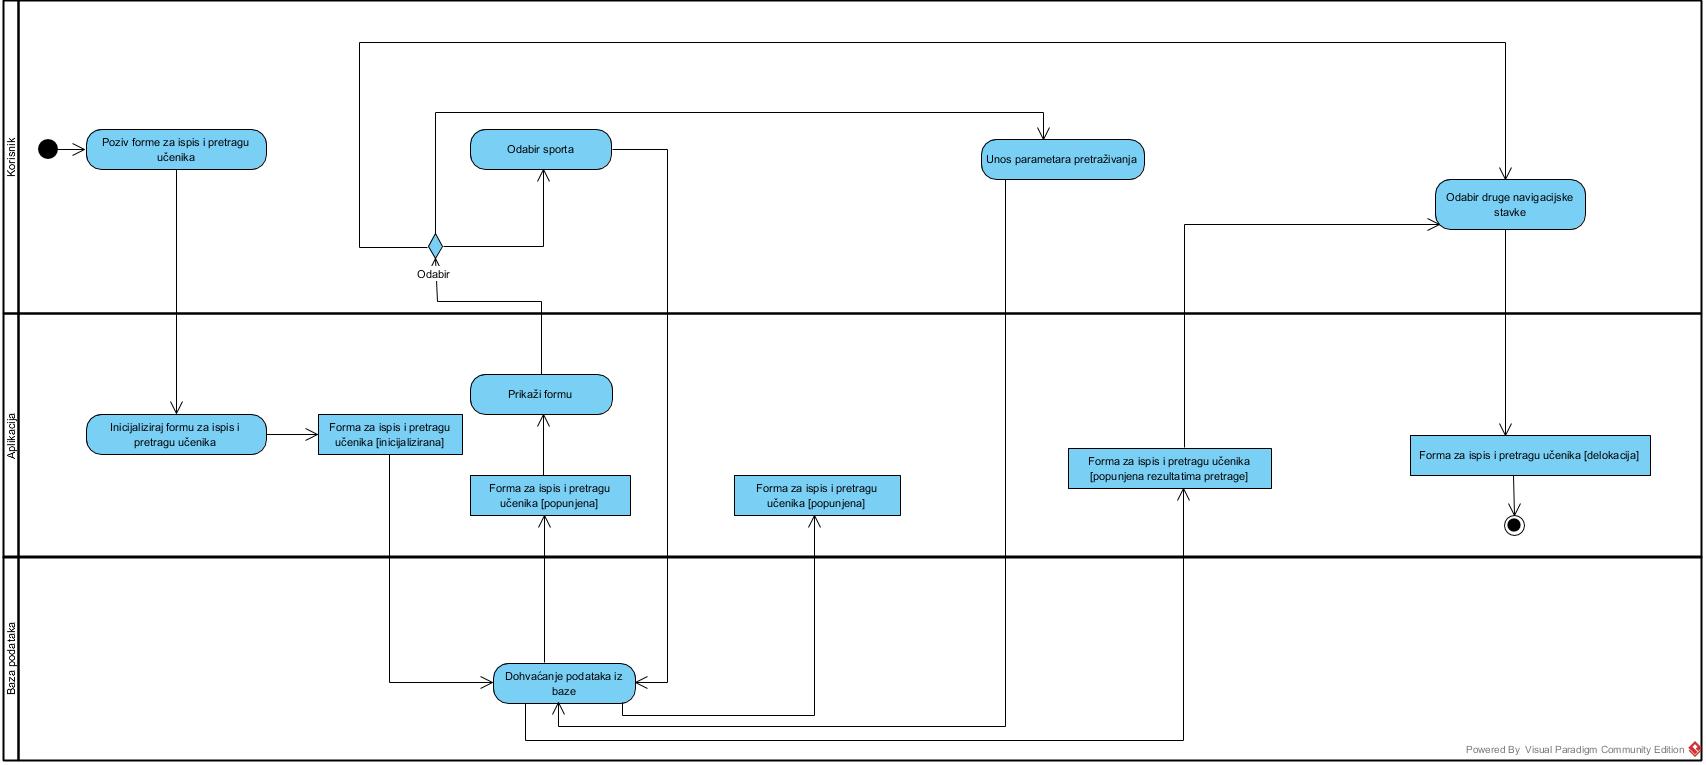 Korisnik
Poziv forme za ispis i pretragu
učenika
Odabir sporta
Unos parametara pretraživanja
Odabir druge navigacijske
stavke
Odabir
Aplikacija
Inicijaliziraj formu za ispis i
pretragu učenika
Forma za ispis i pretragu
učenika [inicijalizirana]
Prikaži formu
Forma za ispis i pretragu
učenika [popunjena]
Forma za ispis i pretragu
učenika [popunjena]
Forma za ispis i pretragu učenika
[popunjena rezultatima pretrage]
Forma za ispis i pretragu učenika [delokacija]
Baza podataka
Dohvaćanje podataka iz
baze
Powered By Visual Paradigm Community Edition